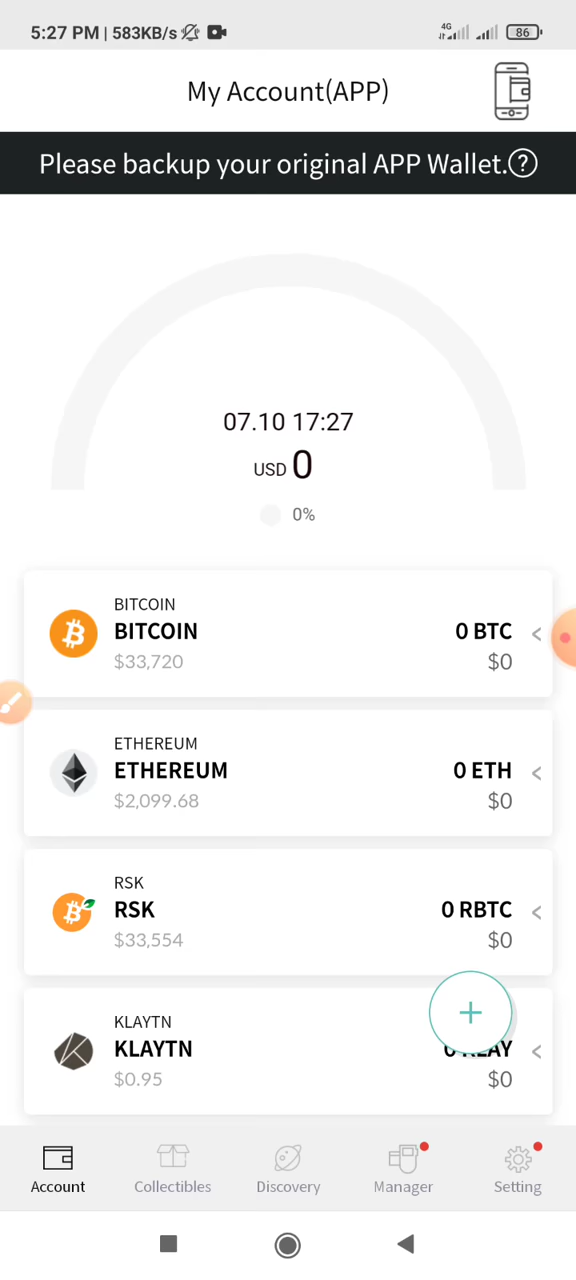 5:27 PM | 583KB/s 4G 86
My Account(APP)
Please backup your original APP Wallet.?
07.10 17:27
USD 0
0%
BITCOIN
BITCOIN 0 BTC
$33,720 $0
ETHEREUM
ETHEREUM 0 ETH
$2,099.68 $0
RSK
RSK 0 RBTC
$33,554 $0
KLAYTN
KLAYTN
$0.95 $0
Account Collectibles Discovery Manager Setting